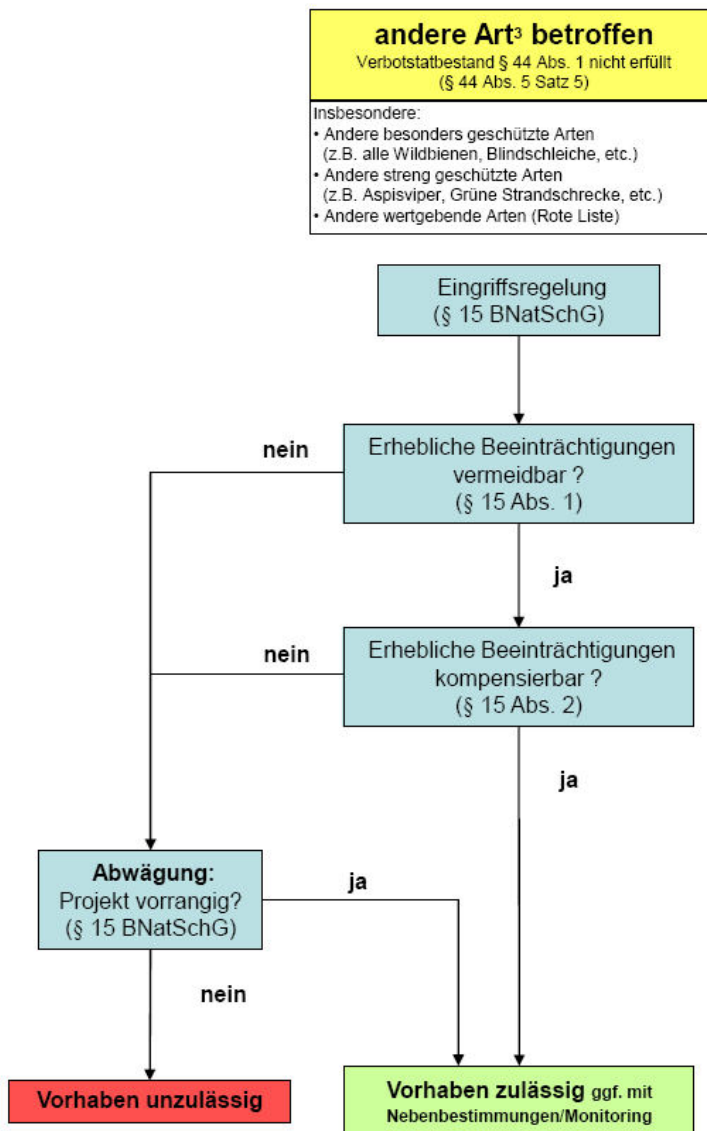 andere Art³ betroffen
Verbotstatbestand § 44 Abs. 1 nicht erfüllt
(§ 44 Abs. 5 Satz 5)
Insbesondere:
• Andere besonders geschützte Arten
(z.B. alle Wildbienen, Blindschleiche, etc.)
• Andere streng geschützte Arten
(z.B. Aspisviper, Grüne Strandschrecke, etc.)
• Andere wertgebende Arten (Rote Liste)
Eingriffsregelung
(§ 15 BNatSchG)
nein
Erhebliche Beeinträchtigungen
vermeidbar ?
(§ 15 Abs. 1)
ja
nein
Erhebliche Beeinträchtigungen
kompensierbar ?
(§ 15 Abs. 2)
ja
Abwägung:
Projekt vorrangig?
(§ 15 BNatSchG)
ja
nein
Vorhaben unzulässig
Vorhaben zulässig ggf. mit
Nebenbestimmungen/Monitoring